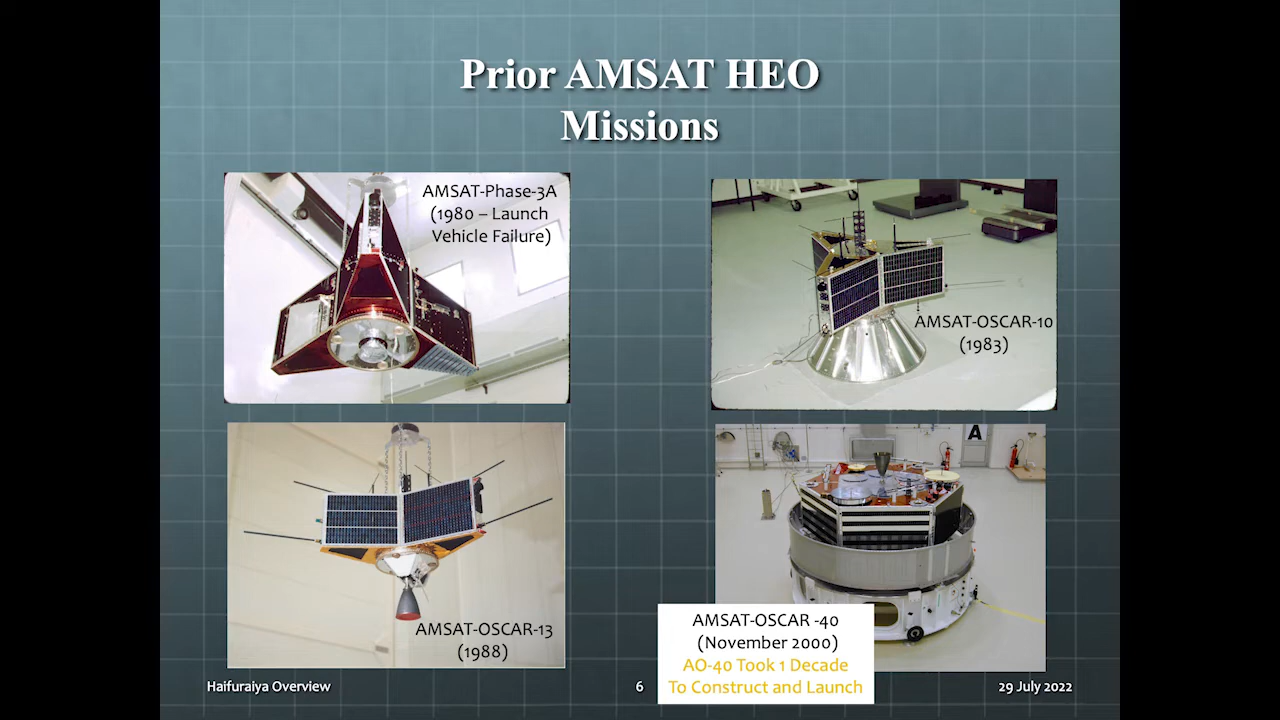 Prior AMSAT HEO
Missions
AMSAT-Phase-3A
(1980 – Launch
Vehicle Failure)
AMSAT-OSCAR-10
(1983)
AMSAT-OSCAR-13
(1988)
A
AMSAT-OSCAR -40
(November 2000)
AO-40 Took 1 Decade
To Construct and Launch
Haifuraiya Overview
6
29 July 2022